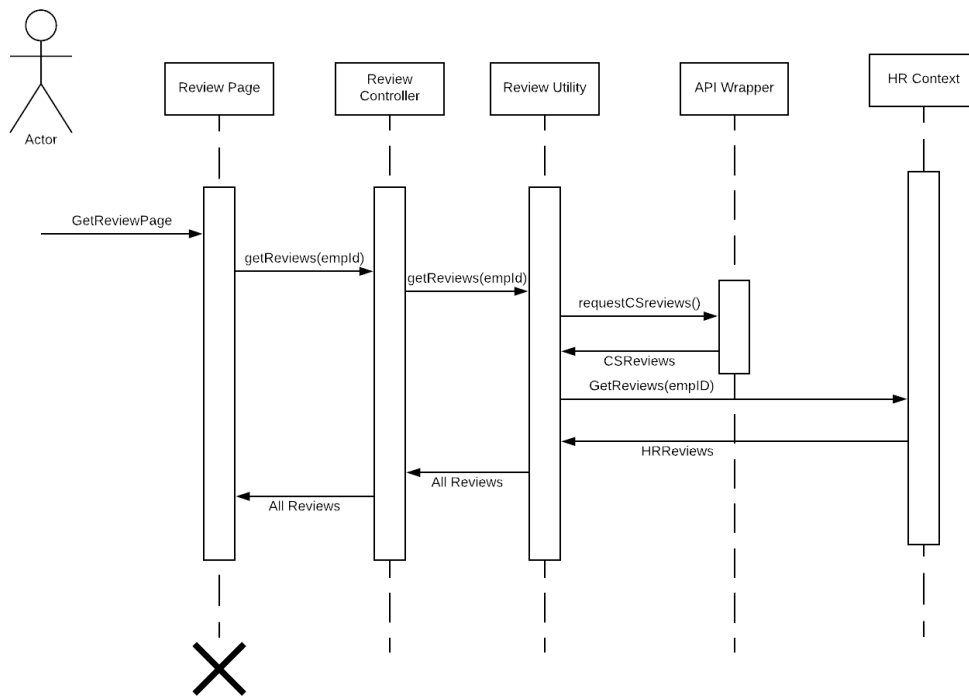 Actor
Review Page
Review
Controller
Review Utility
API Wrapper
HR Context
GetReviewPage
getReviews(empId)
getReviews(empId)
requestCSreviews()
CSReviews
GetReviews(empID)
HRReviews
All Reviews
All Reviews